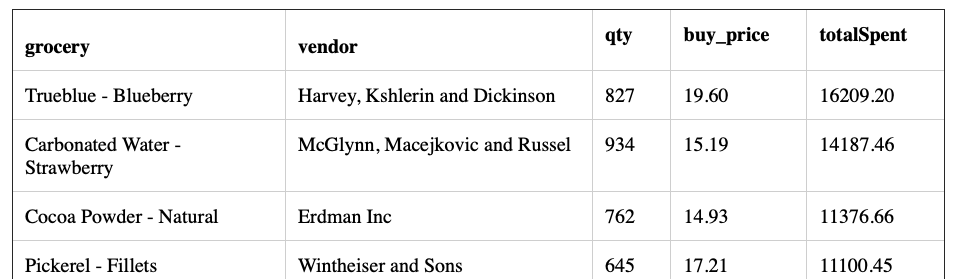 grocery vendor qty buy_price totalSpent
Trueblue - Blueberry Harvey, Kshlerin and Dickinson 827 19.60 16209.20
Carbonated Water - McGlynn, Macejkovic and Russel 934 15.19 14187.46
Strawberry
Cocoa Powder - Natural Erdman Inc 762 14.93 11376.66
Pickerel - Fillets Wintheiser and Sons 645 17.21 11100.45